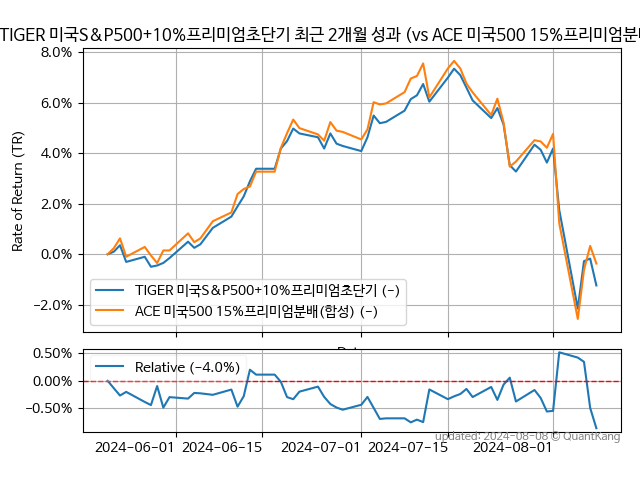 TIGER 미국S&P500+10%프리미엄초단기 최근 2개월 성과 (vs ACE 미국500 15%프리미엄분
8.0%
6.0%
4.0%
2.0%
0.0%
−2.0%
Rate of Return (TR)
TIGER 미국S&P500+10%프리미엄초단기 (-)
ACE 미국500 15%프리미엄분배(합성) (-)
0.50%
0.00%
−0.50%
Relative (−4.0%)
2024-06-01 2024-06-15 2024-07-01 2024-07-15 2024-08-01
updated: 2024-08-08 © QuantKang